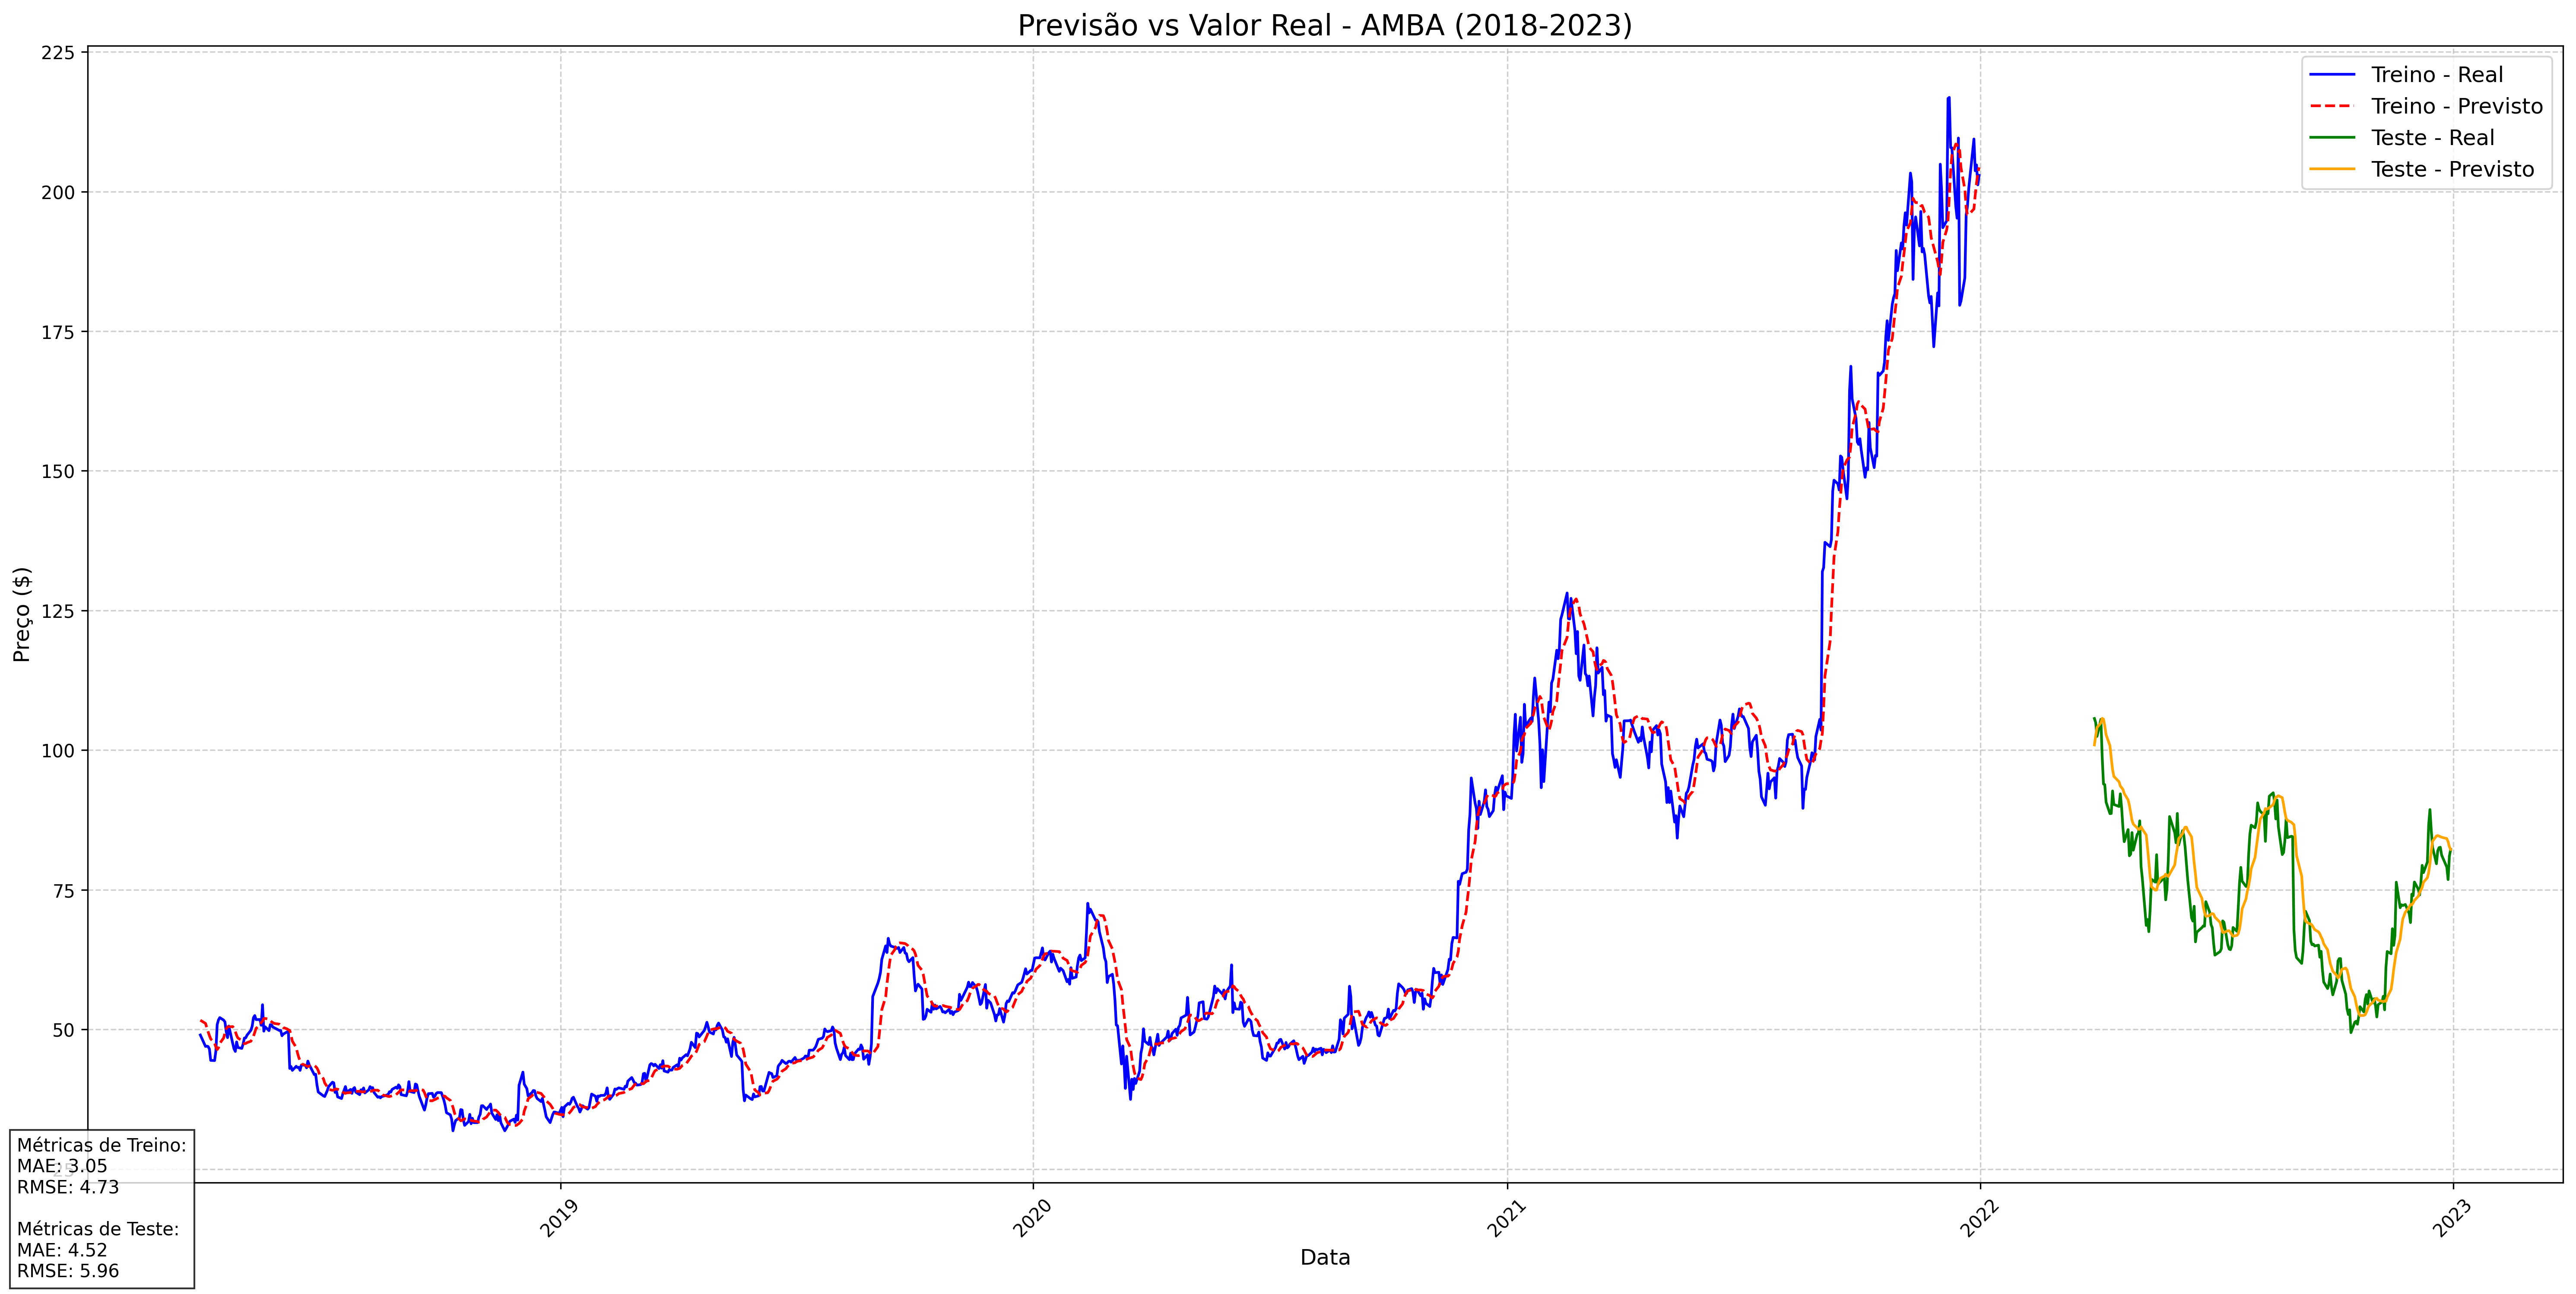 Previsão vs Valor Real - AMBA (2018-2023)
Treino - Real
Treino - Previsto
Teste - Real
Teste - Previsto
Preço ($)
225
200
175
150
125
100
75
50
Métricas de Treino:
MAE: 3.05
RMSE: 4.73
Métricas de Teste:
MAE: 4.52
RMSE: 5.96
2019
2020
2021
2022
2023
Data